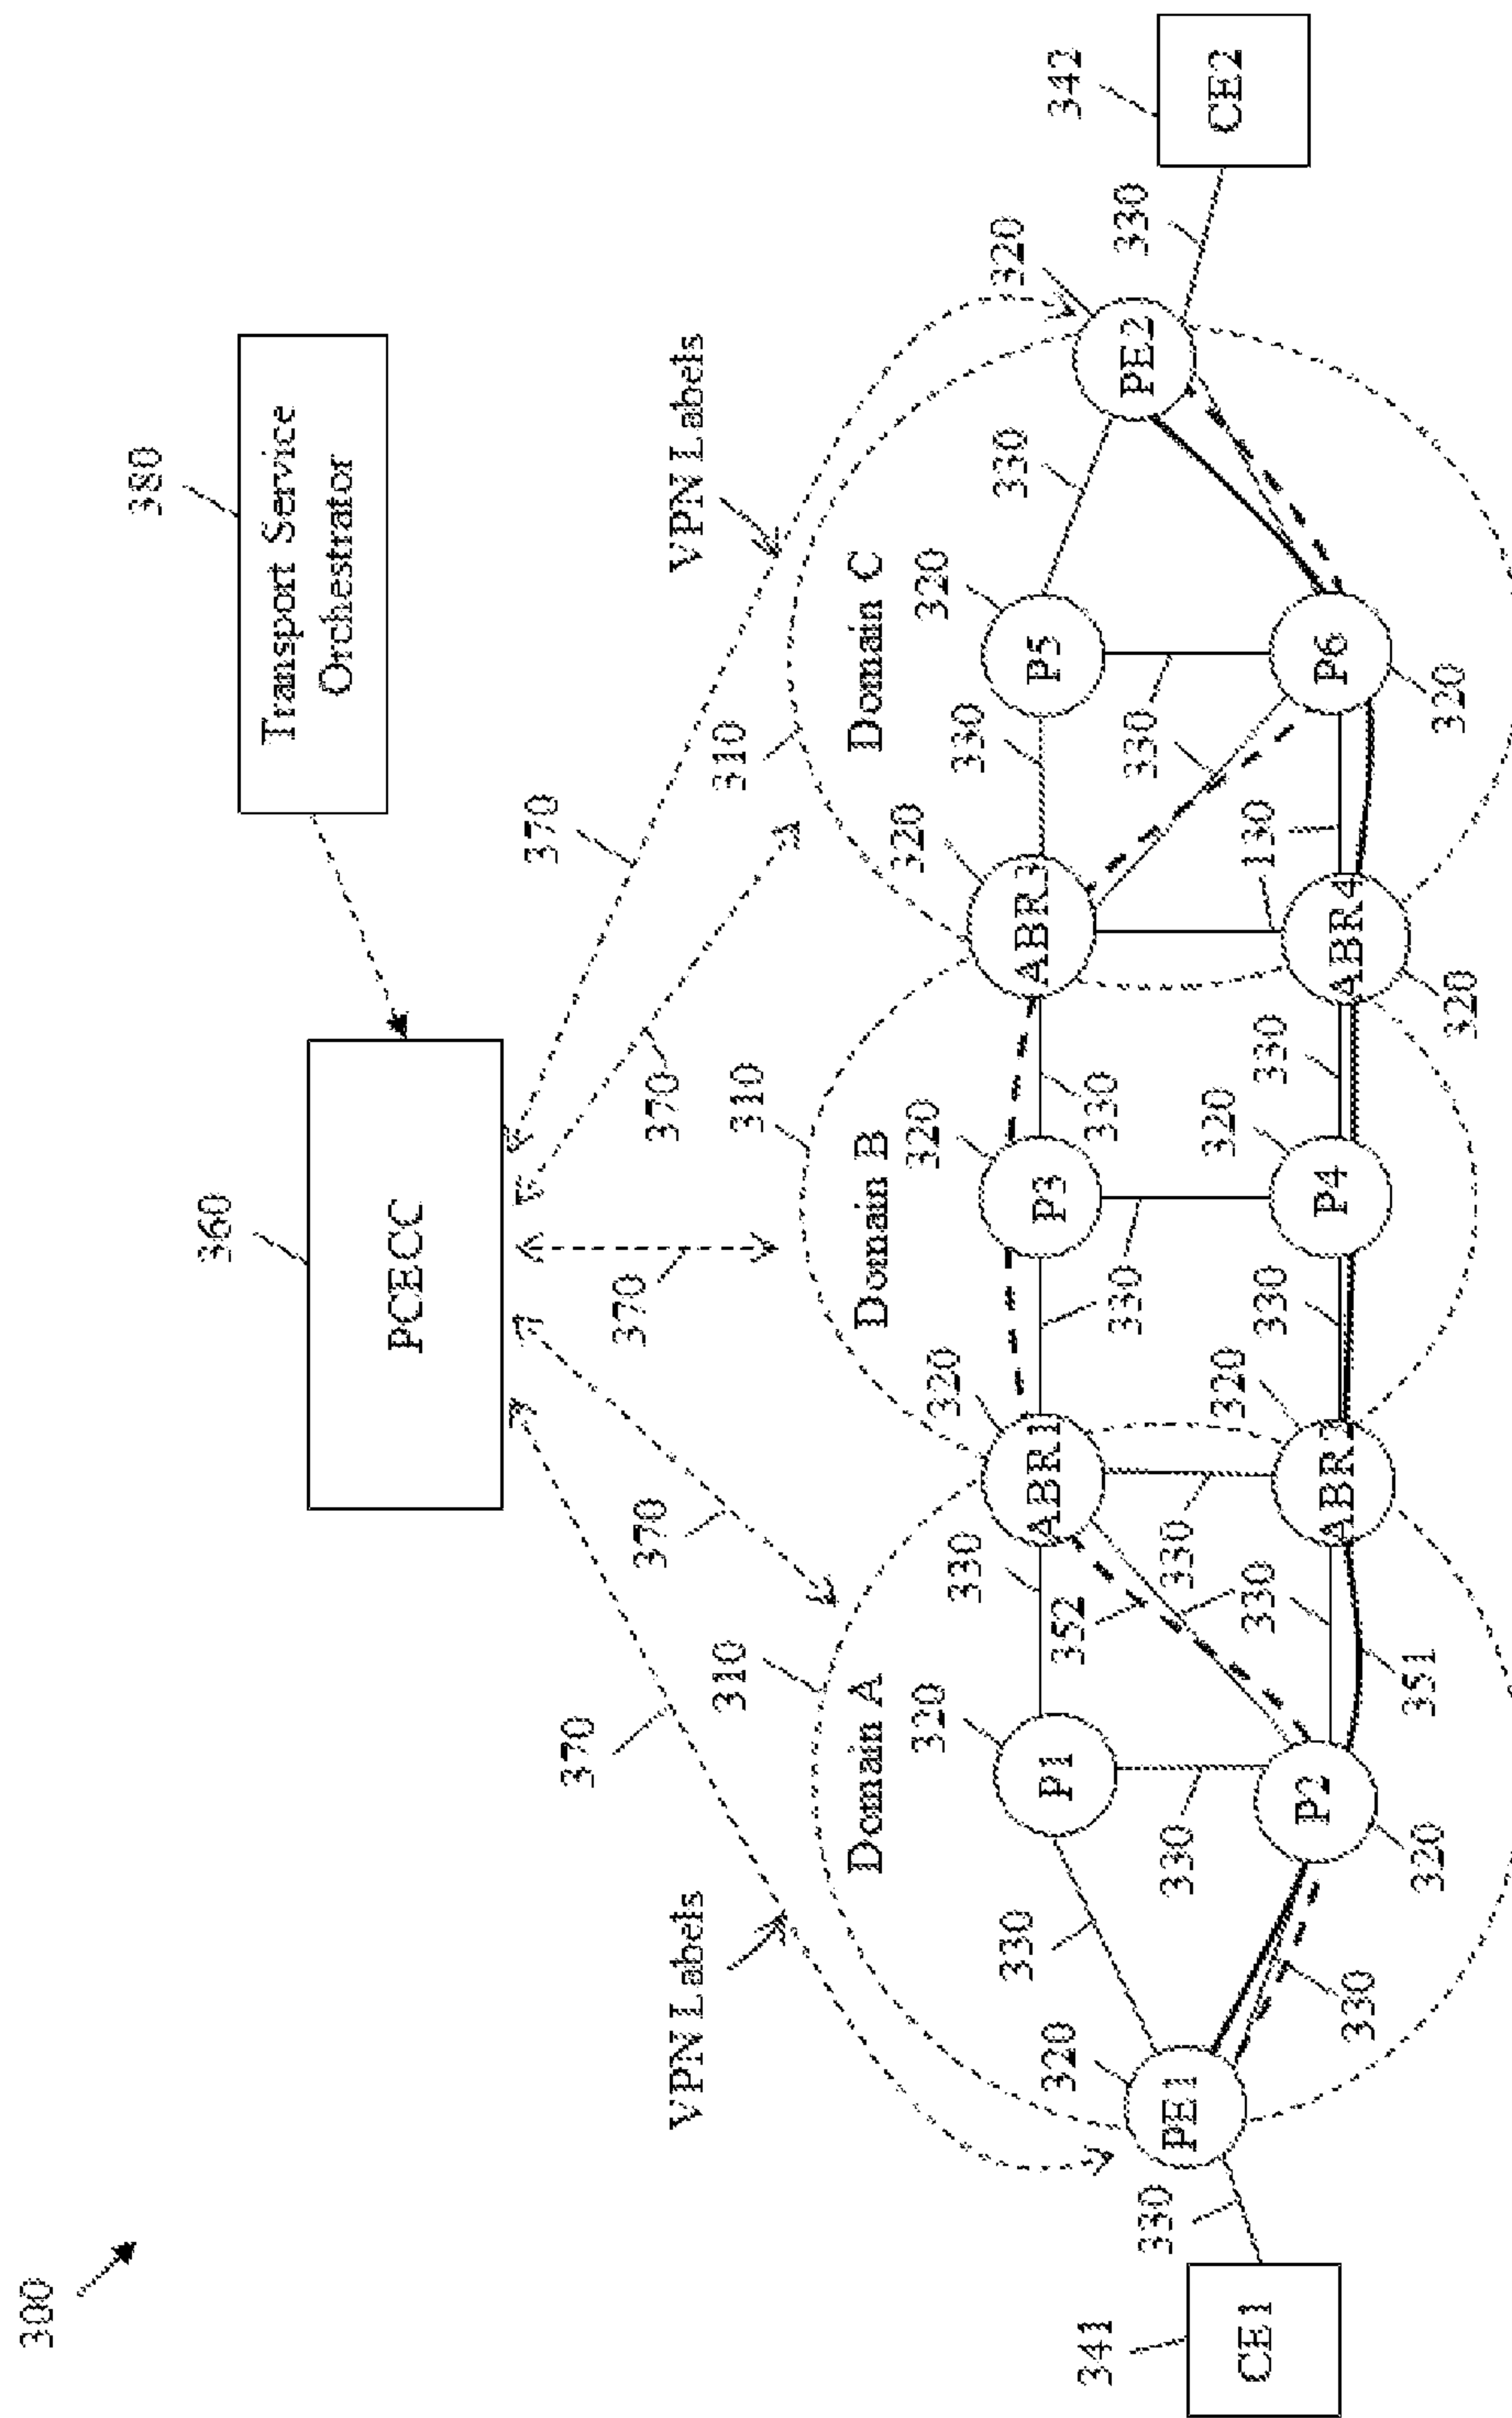 300
380
Transport Service
Orchestrator
360
PCECC
370
370
370
370
370
VPN Labels
VPN Labels
310
310
310
Domain A
Domain B
Domain C
320
320
320
320
320
320
330
330
330
330
330
P1
ABR1
P3
ABR3
P5
320
PE1
PE2
352
330
330
330
330
330
330
130
341
CE1
330
330
342
CE2
330
330
320
330
320
330
P2
ABR2
P4
ABR4
P6
320
351
320
320